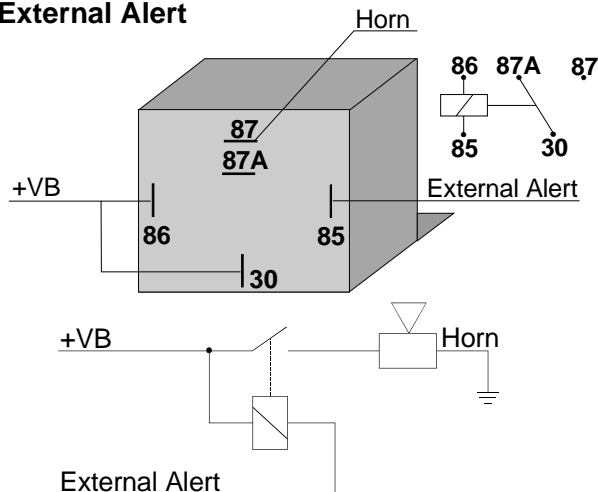 External Alert
Horn
86 87A 87
87
87A
85 30
+VB
External Alert
86
85
30
+VB
Horn
External Alert